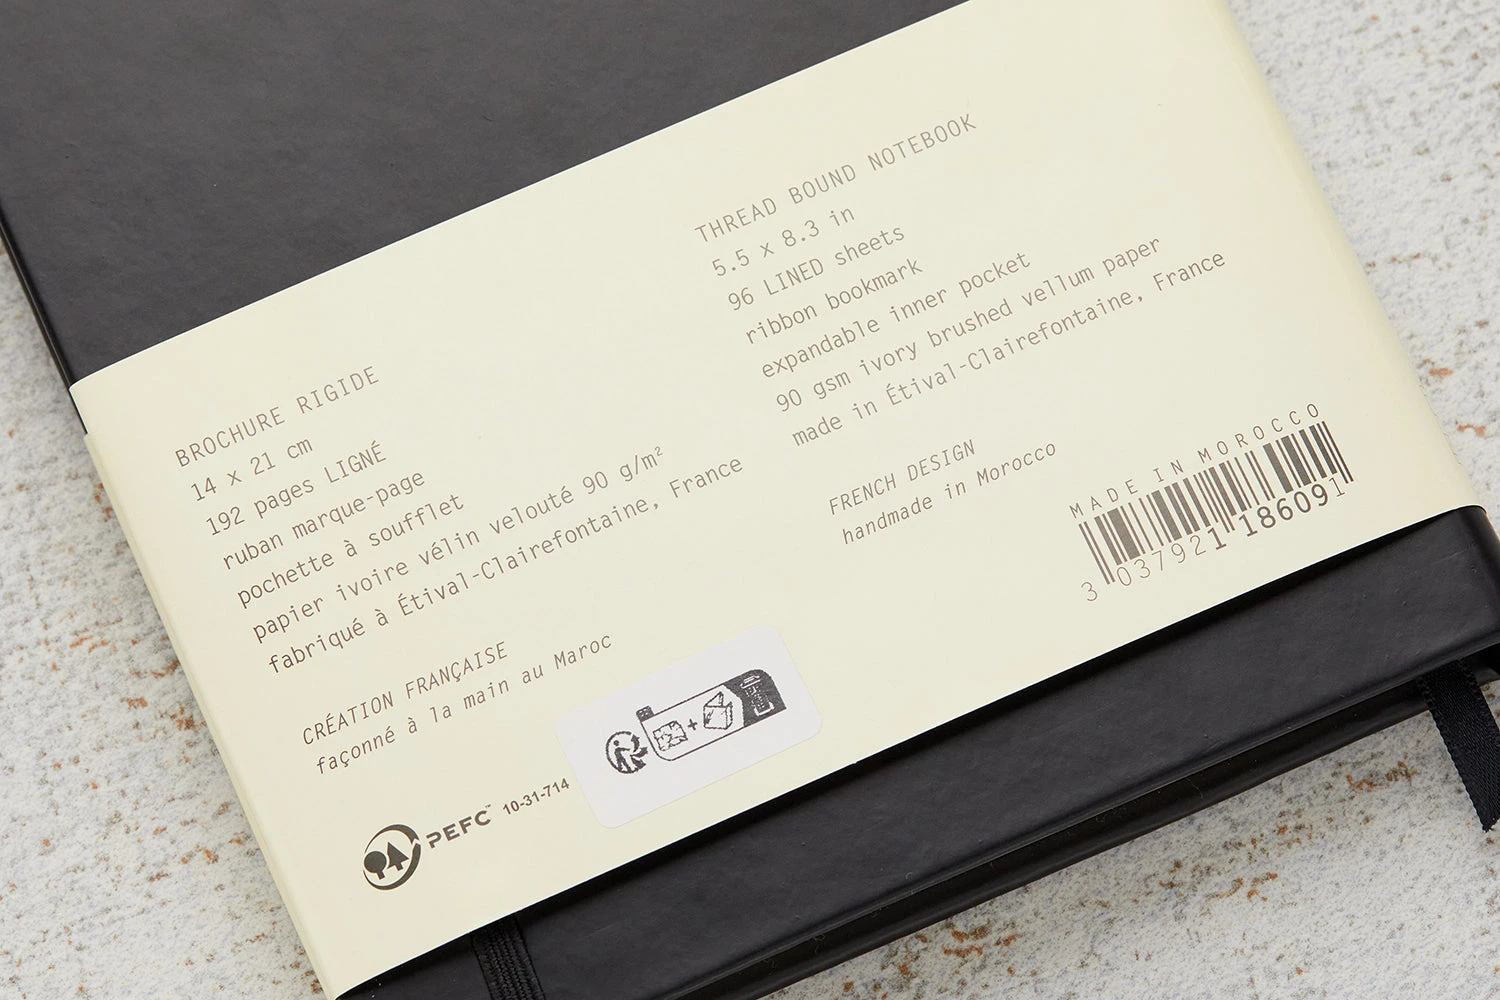 BROCHURE RIGIDE
14 x 21 cm
192 pages LIGNÉ
ruban marque-page
pochette à soufflet
papier ivoire vélin velouté 90 g/m²
fabriqué à Étival-Clairefontaine, France
CRÉATION FRANÇAISE
façonné à la main au Maroc
PEFC™ 10-31-714
THREAD BOUND NOTEBOOK
5.5 x 8.3 in
96 LINED sheets
ribbon bookmark
expandable inner pocket
90 gsm ivory brushed vellum paper
made in Étival-Clairefontaine, France
FRENCH DESIGN
handmade in Morocco
MADE IN MOROCCO
3 037921 186091